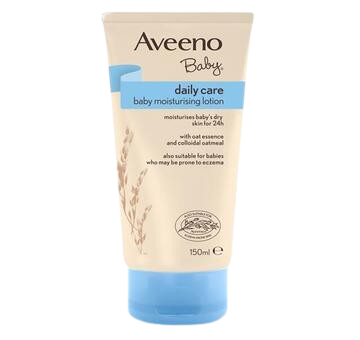 Aveeno
Baby®
daily care
baby moisturising lotion
moisturises baby's dry
skin for 24h
with oat essence
and colloidal oatmeal
also suitable for babies
who may be prone to eczema
150ml e